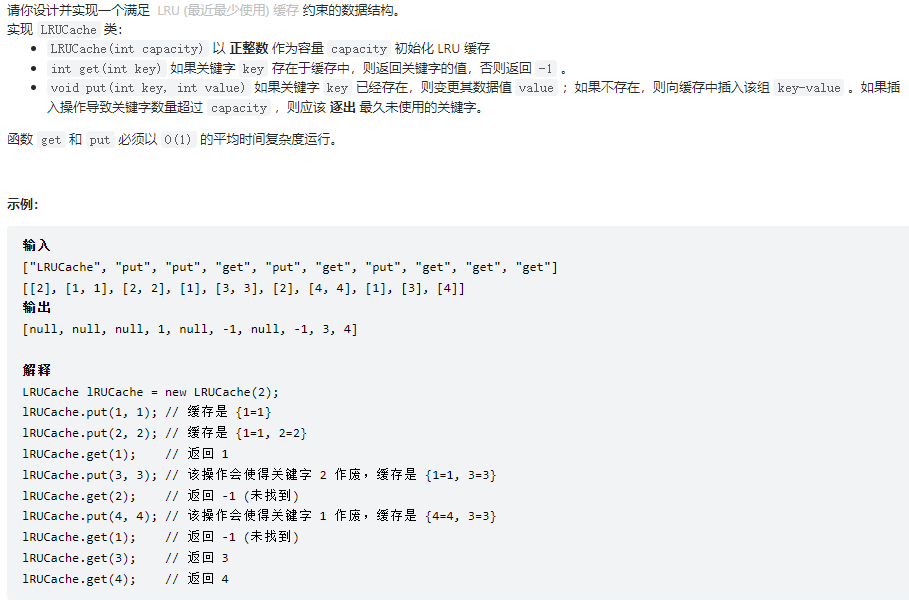 请你设计并实现一个满足 LRU (最近最少使用) 缓存 约束的数据结构。
实现 LRUCache 类：
• LRUCache(int capacity) 以 正整数 作为容量 capacity 初始化 LRU 缓存
• int get(int key) 如果关键字 key 存在于缓存中，则返回关键字的值，否则返回 -1 。
• void put(int key, int value) 如果关键字 key 已经存在，则变更其数据值 value ；如果不存在，则向缓存中插入该组 key-value 。如果插
入操作导致关键字数量超过 capacity ，则应该 逐出 最久未使用的关键字。
函数 get 和 put 必须以 O(1) 的平均时间复杂度运行。
示例：
输入
["LRUCache", "put", "put", "get", "put", "get", "put", "get", "get", "get"]
[[2], [1, 1], [2, 2], [1], [3, 3], [2], [4, 4], [1], [3], [4]]
输出
[null, null, null, 1, null, -1, null, -1, 3, 4]
解释
LRUCache lRUCache = new LRUCache(2);
lRUCache.put(1, 1); // 缓存是 {1=1}
lRUCache.put(2, 2); // 缓存是 {1=1, 2=2}
lRUCache.get(1);    // 返回 1
lRUCache.put(3, 3); // 该操作会使得关键字 2 作废，缓存是 {1=1, 3=3}
lRUCache.get(2);    // 返回 -1 (未找到)
lRUCache.put(4, 4); // 该操作会使得关键字 1 作废，缓存是 {4=4, 3=3}
lRUCache.get(1);    // 返回 -1 (未找到)
lRUCache.get(3);    // 返回 3
lRUCache.get(4);    // 返回 4